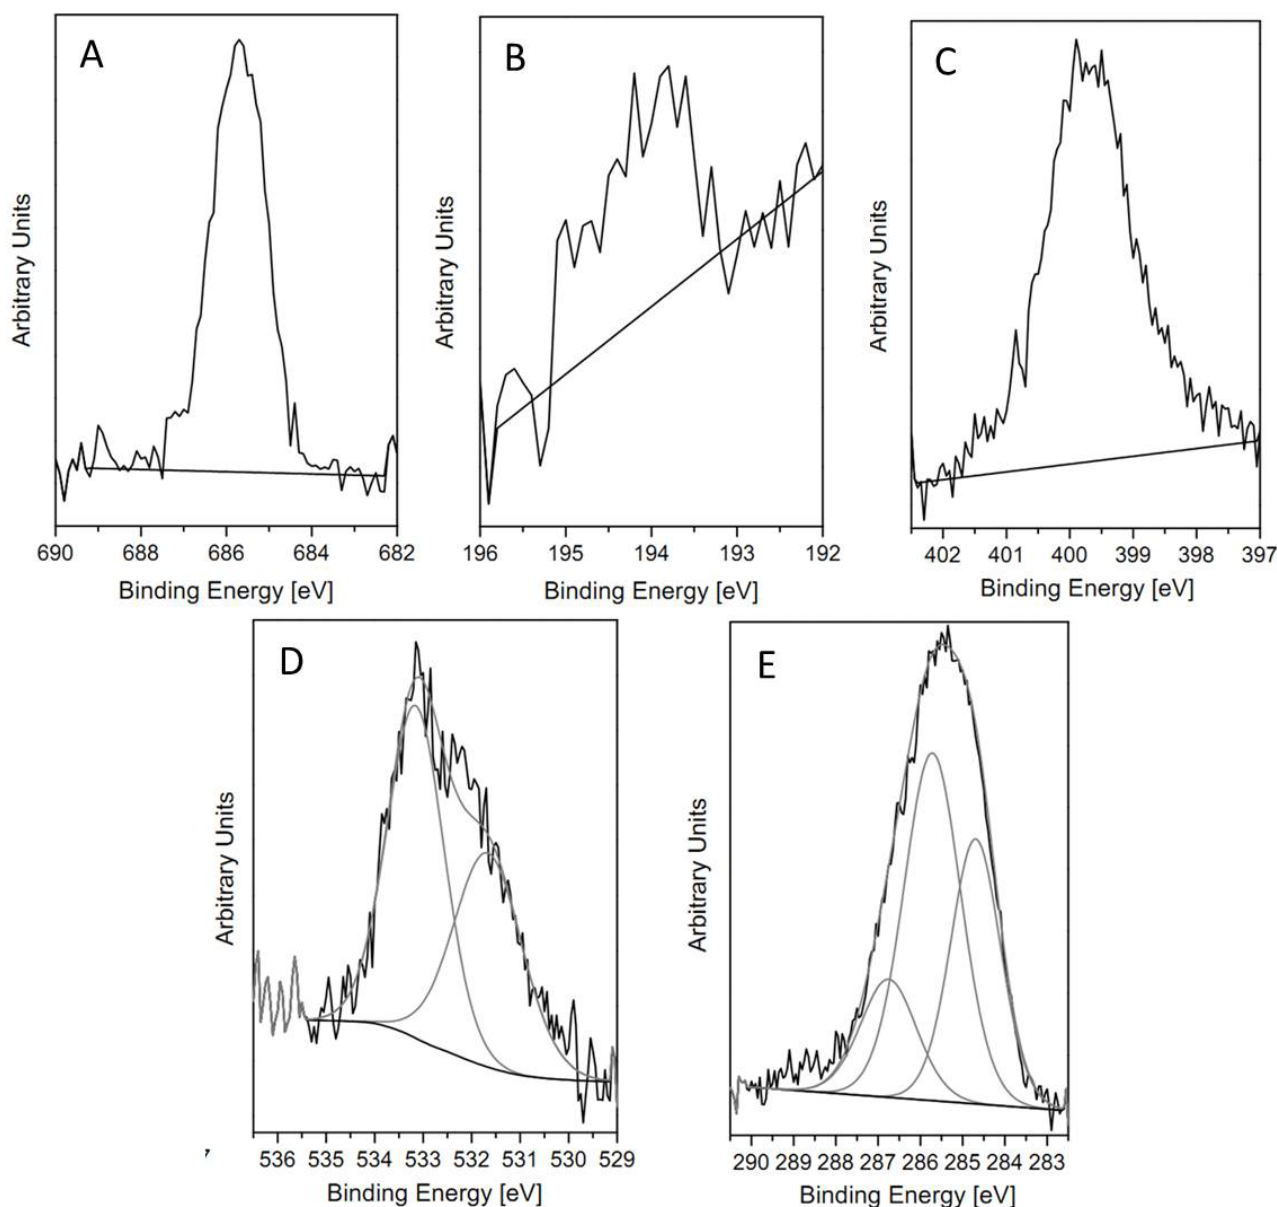 A
B
C
Arbitrary Units
Arbitrary Units
Arbitrary Units
690 688 686 684 682
196 195 194 193 192
402 401 400 399 398 397
Binding Energy [eV]
Binding Energy [eV]
Binding Energy [eV]
D
E
Arbitrary Units
Arbitrary Units
536 535 534 533 532 531 530 529
290 289 288 287 286 285 284 283
Binding Energy [eV]
Binding Energy [eV]